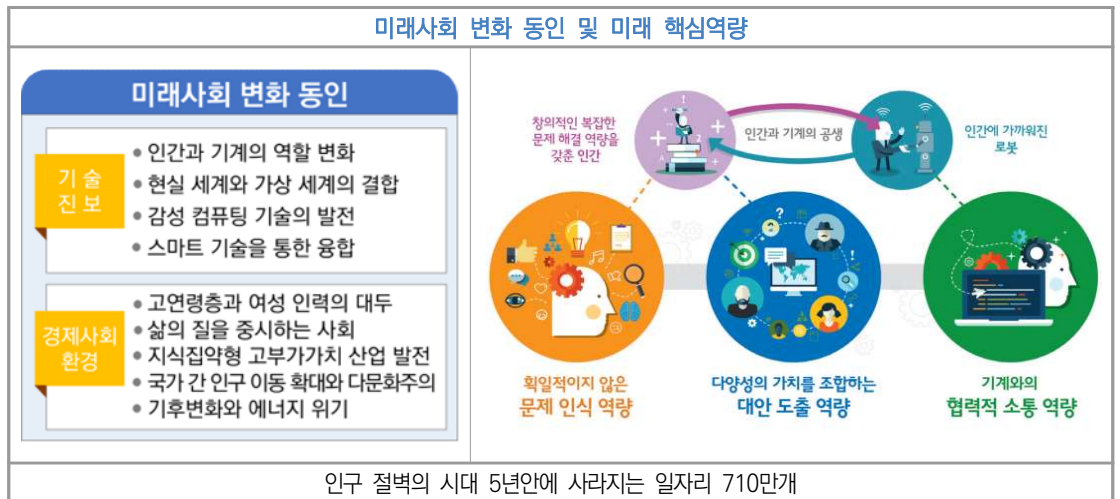 미래사회 변화 동인 및 미래 핵심역량
미래사회 변화 동인
기 술
진 보
• 인간과 기계의 역할 변화
• 현실 세계와 가상 세계의 결합
• 감성 컴퓨팅 기술의 발전
• 스마트 기술을 통한 융합
경제사회
환경
• 고연령층과 여성 인력의 대두
• 삶의 질을 중시하는 사회
• 지식집약형 고부가가치 산업 발전
• 국가 간 인구 이동 확대와 다문화주의
• 기후변화와 에너지 위기
창의적인 복잡한
문제 해결 역량을
갖춘 인간
인간과 기계의 공생
인간에 가까워진
로봇
획일적이지 않은
문제 인식 역량
다양성의 가치를 조합하는
대안 도출 역량
기계와의
협력적 소통 역량
인구 절벽의 시대 5년안에 사라지는 일자리 710만개